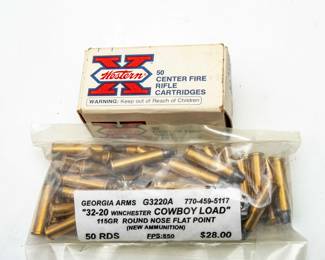 X
Western
50
CENTER FIRE
RIFLE
CARTRIDGES
WARNING: Keep out of Reach of Children
GEORGIA ARMS G3220A 770-459-5117
"32-20 WINCHESTER COWBOY LOAD"
115GR ROUND NOSE FLAT POINT
(NEW AMMUNITION)
50 RDS FPS:850 $28.00